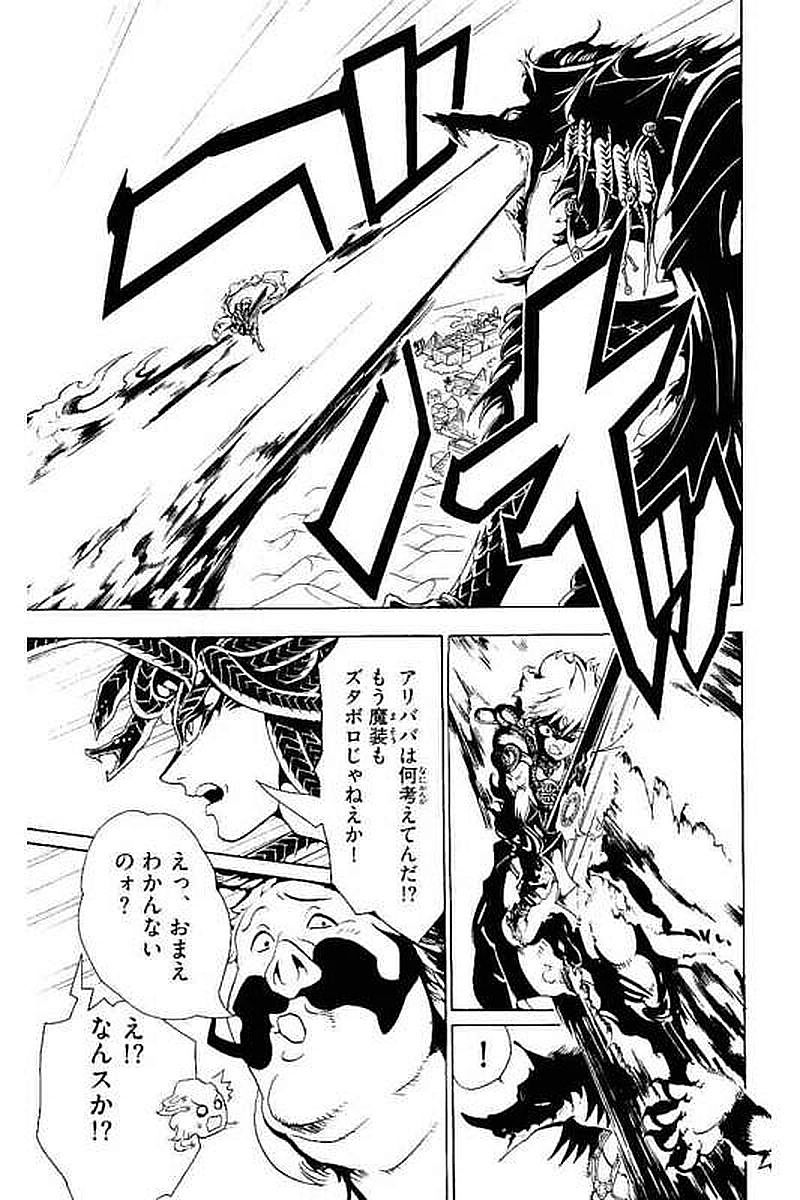 ゴガガッ
!
アリババは何考えてんだ!?
もう魔装も
ズタボロじゃねえか!
えっ、おまえ
わかんない
のォ?
え!?
なんスか!?